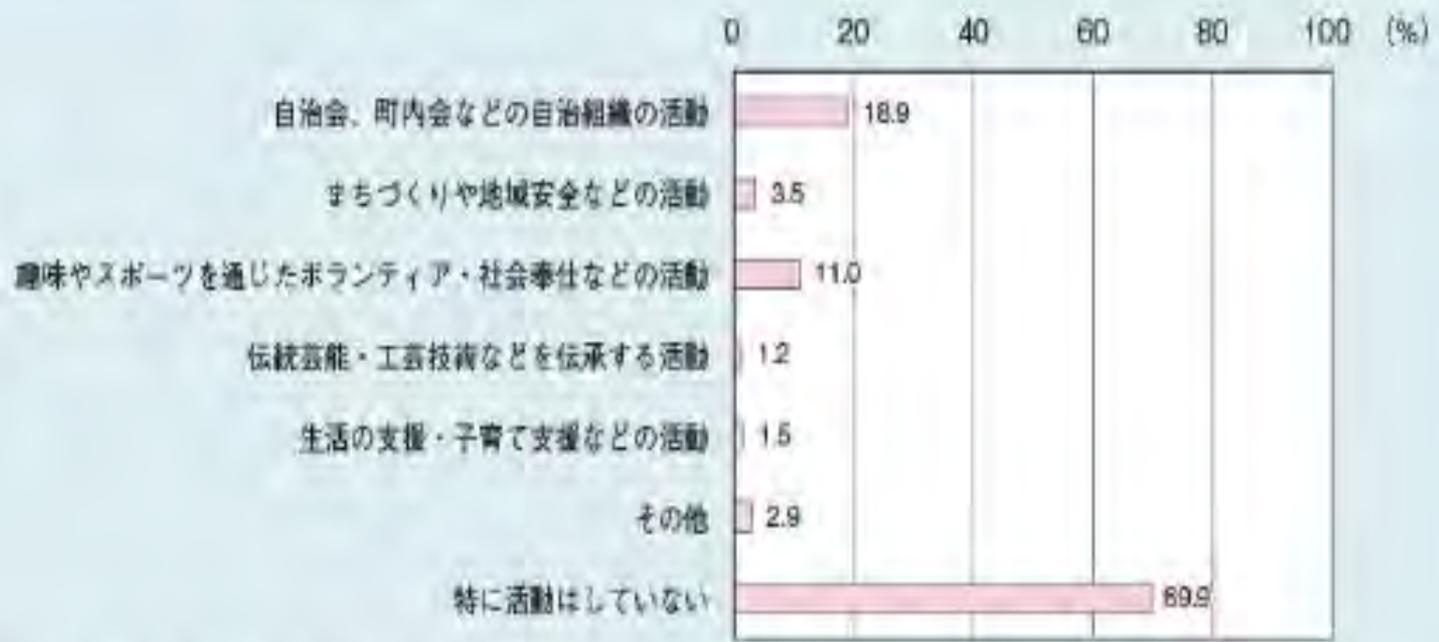 0 20 40 60 80 100 (%)
自治会、町内会などの自治組織の活動 18.9
まちづくりや地域安全などの活動 3.5
趣味やスポーツを通じたボランティア・社会奉仕などの活動 11.0
伝統芸能・工芸技術などを伝承する活動 1.2
生活の支援・子育て支援などの活動 1.5
その他 2.9
特に活動はしていない 69.9